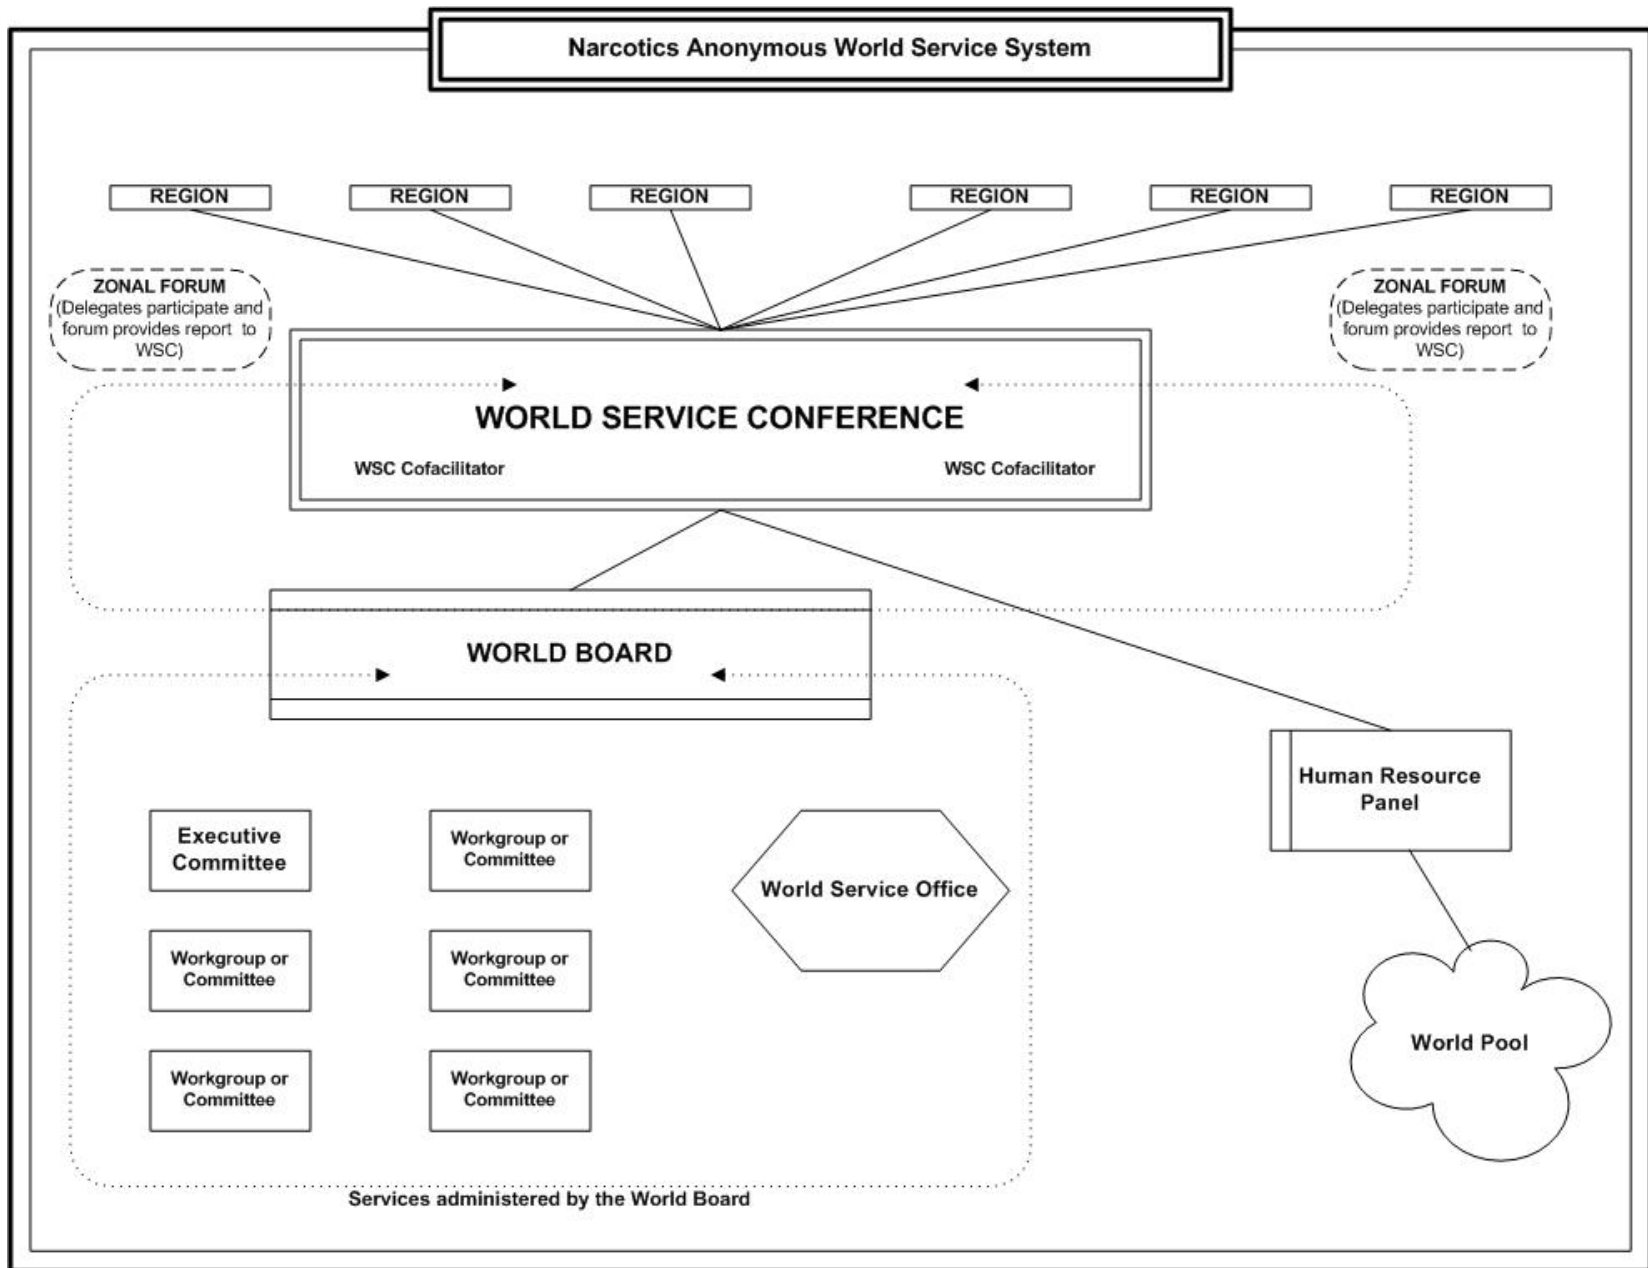 Narcotics Anonymous World Service System
REGION
REGION
REGION
REGION
REGION
REGION
ZONAL FORUM
(Delegates participate and
forum provides report to
WSC)
ZONAL FORUM
(Delegates participate and
forum provides report to
WSC)
WORLD SERVICE CONFERENCE
WSC Cofacilitator
WSC Cofacilitator
WORLD BOARD
Human Resource
Panel
Executive
Committee
Workgroup or
Committee
World Service Office
Workgroup or
Committee
Workgroup or
Committee
World Pool
Workgroup or
Committee
Workgroup or
Committee
Services administered by the World Board